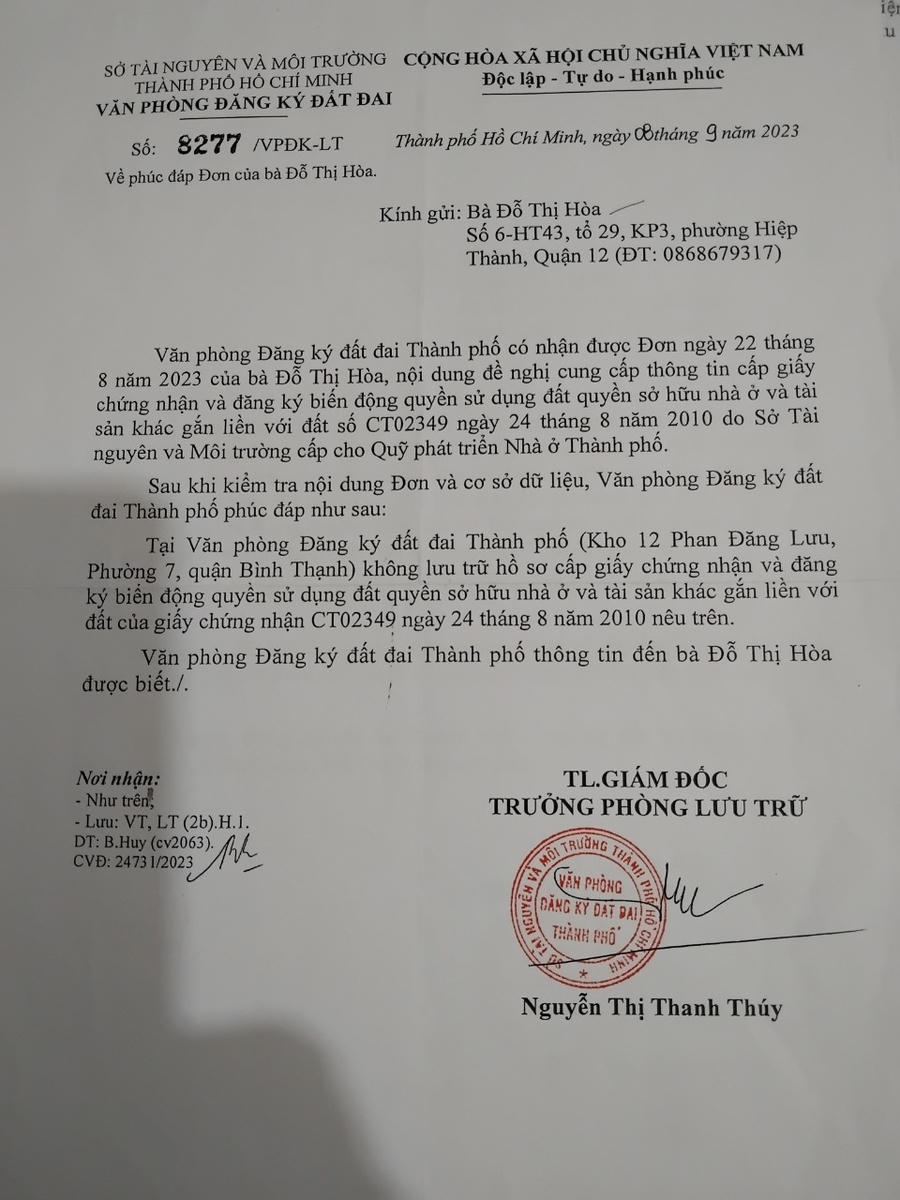 iện
u
SỞ TÀI NGUYÊN VÀ MÔI TRƯỜNG
THÀNH PHỐ HỒ CHÍ MINH
VĂN PHÒNG ĐĂNG KÝ ĐẤT ĐAI
CỘNG HÒA XÃ HỘI CHỦ NGHĨA VIỆT NAM
Độc lập - Tự do - Hạnh phúc
Số: 8277 /VPĐK-LT
Về phúc đáp Đơn của bà Đỗ Thị Hòa.
Thành phố Hồ Chí Minh, ngày 08 tháng 9 năm 2023
Kính gửi: Bà Đỗ Thị Hòa
Số 6-HT43, tổ 29, KP3, phường Hiệp
Thành, Quận 12 (ĐT: 0868679317)
Văn phòng Đăng ký đất đai Thành phố có nhận được Đơn ngày 22 tháng
8 năm 2023 của bà Đỗ Thị Hòa, nội dung đề nghị cung cấp thông tin cấp giấy
chứng nhận và đăng ký biến động quyền sử dụng đất quyền sở hữu nhà ở và tài
sản khác gắn liền với đất số CT02349 ngày 24 tháng 8 năm 2010 do Sở Tài
nguyên và Môi trường cấp cho Quỹ phát triển Nhà ở Thành phố.
Sau khi kiểm tra nội dung Đơn và cơ sở dữ liệu, Văn phòng Đăng ký đất
đai Thành phố phúc đáp như sau:
Tại Văn phòng Đăng ký đất đai Thành phố (Kho 12 Phan Đăng Lưu,
Phường 7, quận Bình Thạnh) không lưu trữ hồ sơ cấp giấy chứng nhận và đăng
ký biến động quyền sử dụng đất quyền sở hữu nhà ở và tài sản khác gắn liền với
đất của giấy chứng nhận CT02349 ngày 24 tháng 8 năm 2010 nêu trên.
Văn phòng Đăng ký đất đai Thành phố thông tin đến bà Đỗ Thị Hòa
được biết./.
Nơi nhận:
- Như trên;
- Lưu: VT, LT (2b).H.1.
DT: B.Huy (cv2063).
CVĐ: 24731/2023
TL.GIÁM ĐỐC
TRƯỞNG PHÒNG LƯU TRỮ
SỞ TÀI NGUYÊN VÀ MÔI TRƯỜNG THÀNH PHỐ HỒ CHÍ MINH
VĂN PHÒNG
ĐĂNG KÝ ĐẤT ĐAI
THÀNH PHỐ
Nguyễn Thị Thanh Thúy